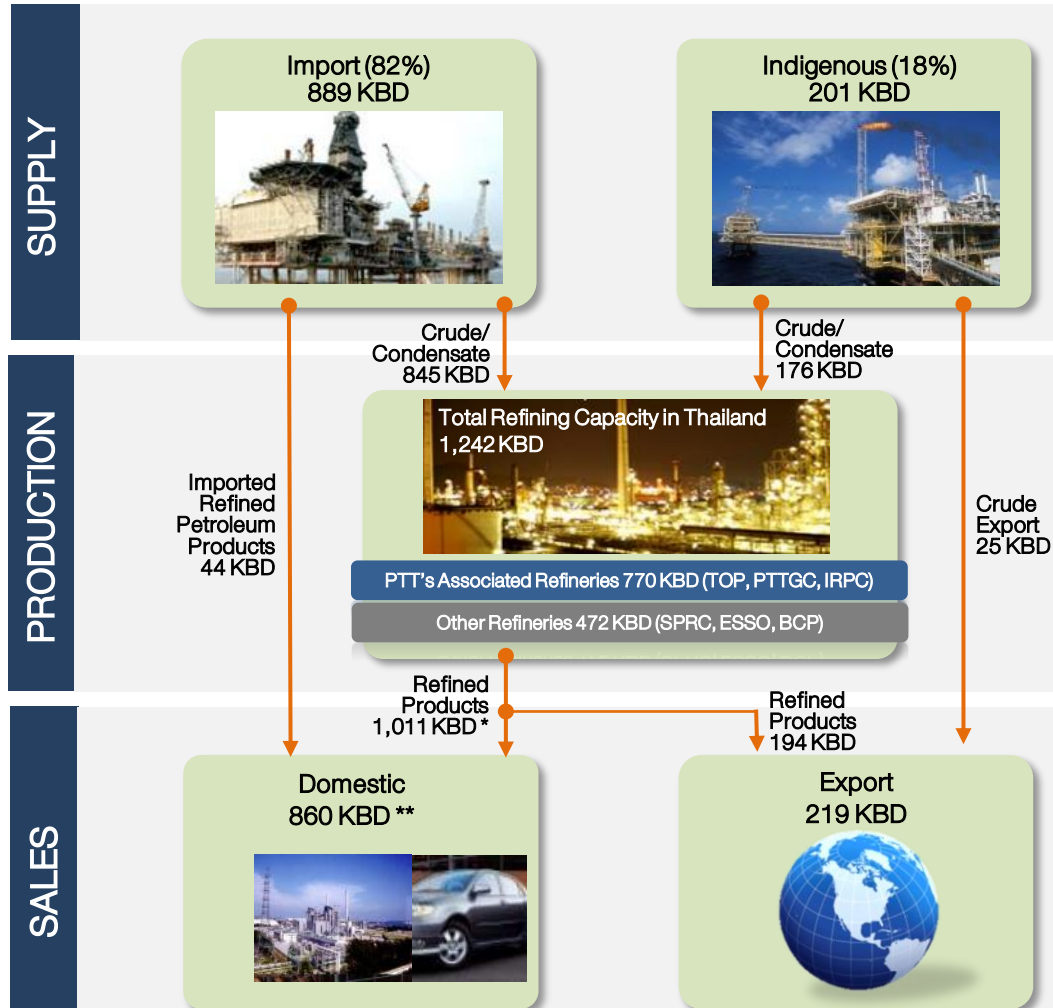 SUPPLY
Import (82%)
889 KBD
Indigenous (18%)
201 KBD
Crude/
Condensate
845 KBD
Crude/
Condensate
176 KBD
PRODUCTION
Total Refining Capacity in Thailand
1,242 KBD
Imported
Refined
Petroleum
Products
44 KBD
Crude
Export
25 KBD
PTT's Associated Refineries 770 KBD (TOP, PTTGC, IRPC)
Other Refineries 472 KBD (SPRC, ESSO, BCP)
Refined
Products
1,011 KBD *
Refined
Products
194 KBD
SALES
Domestic
860 KBD **
Export
219 KBD